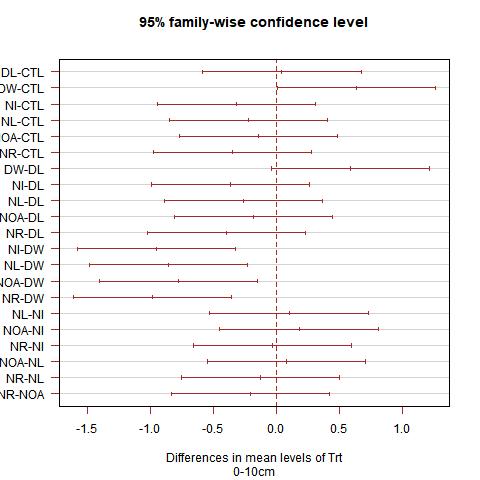 95% family-wise confidence level
DL-CTL
DW-CTL
NI-CTL
NL-CTL
OA-CTL
NR-CTL
DW-DL
NI-DL
NL-DL
NOA-DL
NR-DL
NI-DW
NL-DW
NOA-DW
NR-DW
NL-NI
NOA-NI
NR-NI
NOA-NL
NR-NL
NR-NOA
-1.5 -1.0 -0.5 0.0 0.5 1.0
Differences in mean levels of Trt
0-10cm